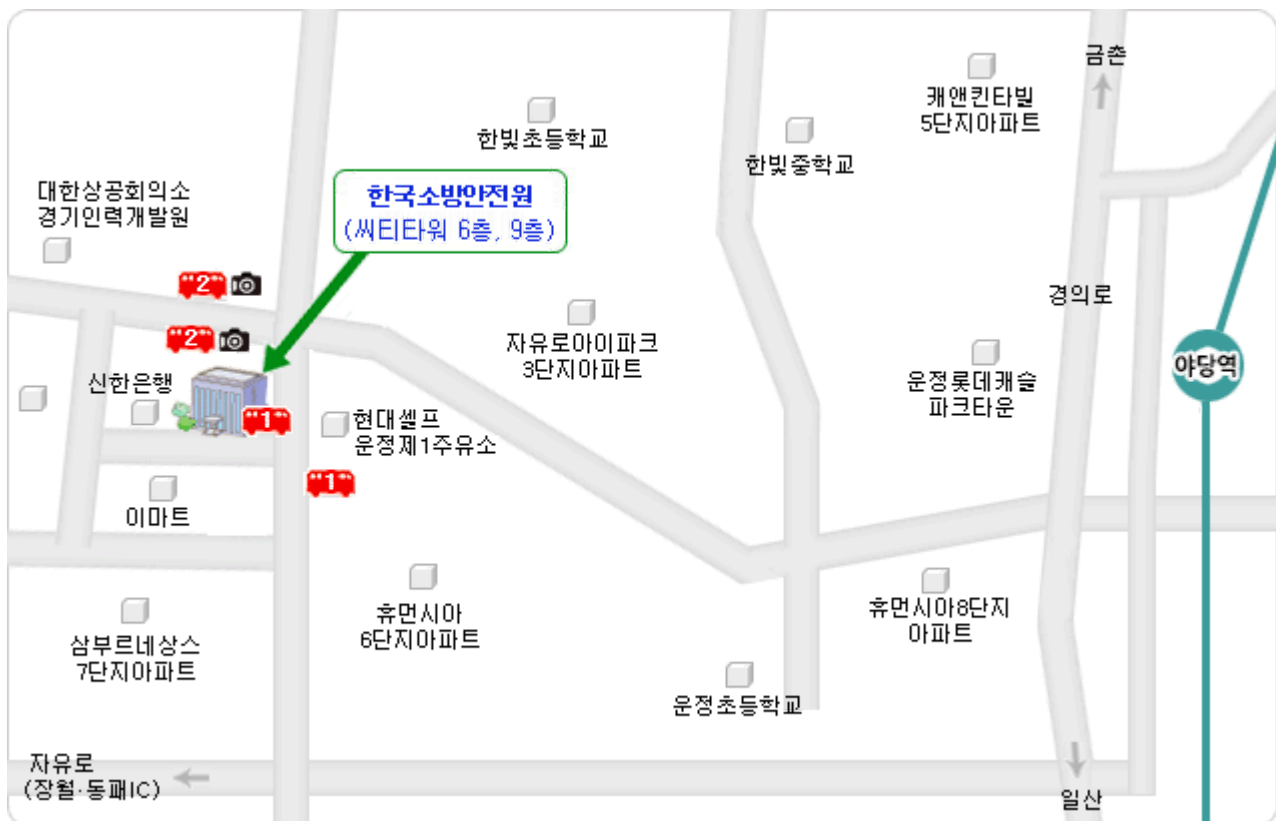 금촌
캐앤킨타빌
5단지아파트
한빛초등학교
한빛중학교
대한상공회의소
경기인력개발원
한국소방안전원
(씨티타워 6층, 9층)
2
경의로
2
자유로아이파크
3단지아파트
야당역
신한은행
운정롯데캐슬
파크타운
1
현대셀프
운정제1주유소
1
이마트
휴먼시아
6단지아파트
휴먼시아8단지
아파트
삼부르네상스
7단지아파트
운정초등학교
자유로
(장월·동패IC)
일산